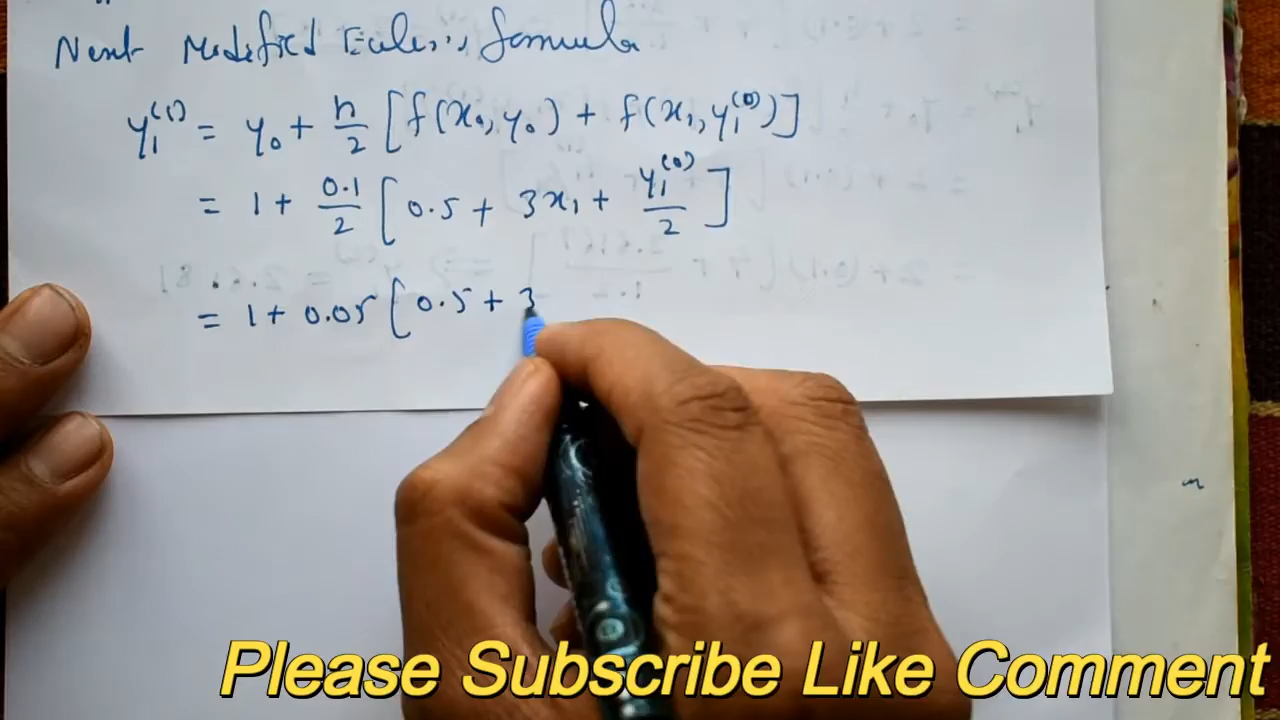 Next Modified Euler's formula
y₁⁽¹⁾ = y₀ + h/2 [f(x₀, y₀) + f(x₁, y₁⁽⁰⁾)]
= 1 + 0.1/2 [0.5 + 3x₁ + y₁⁽⁰⁾/2]
= 1 + 0.05 [0.5 + 3
Please Subscribe Like Comment